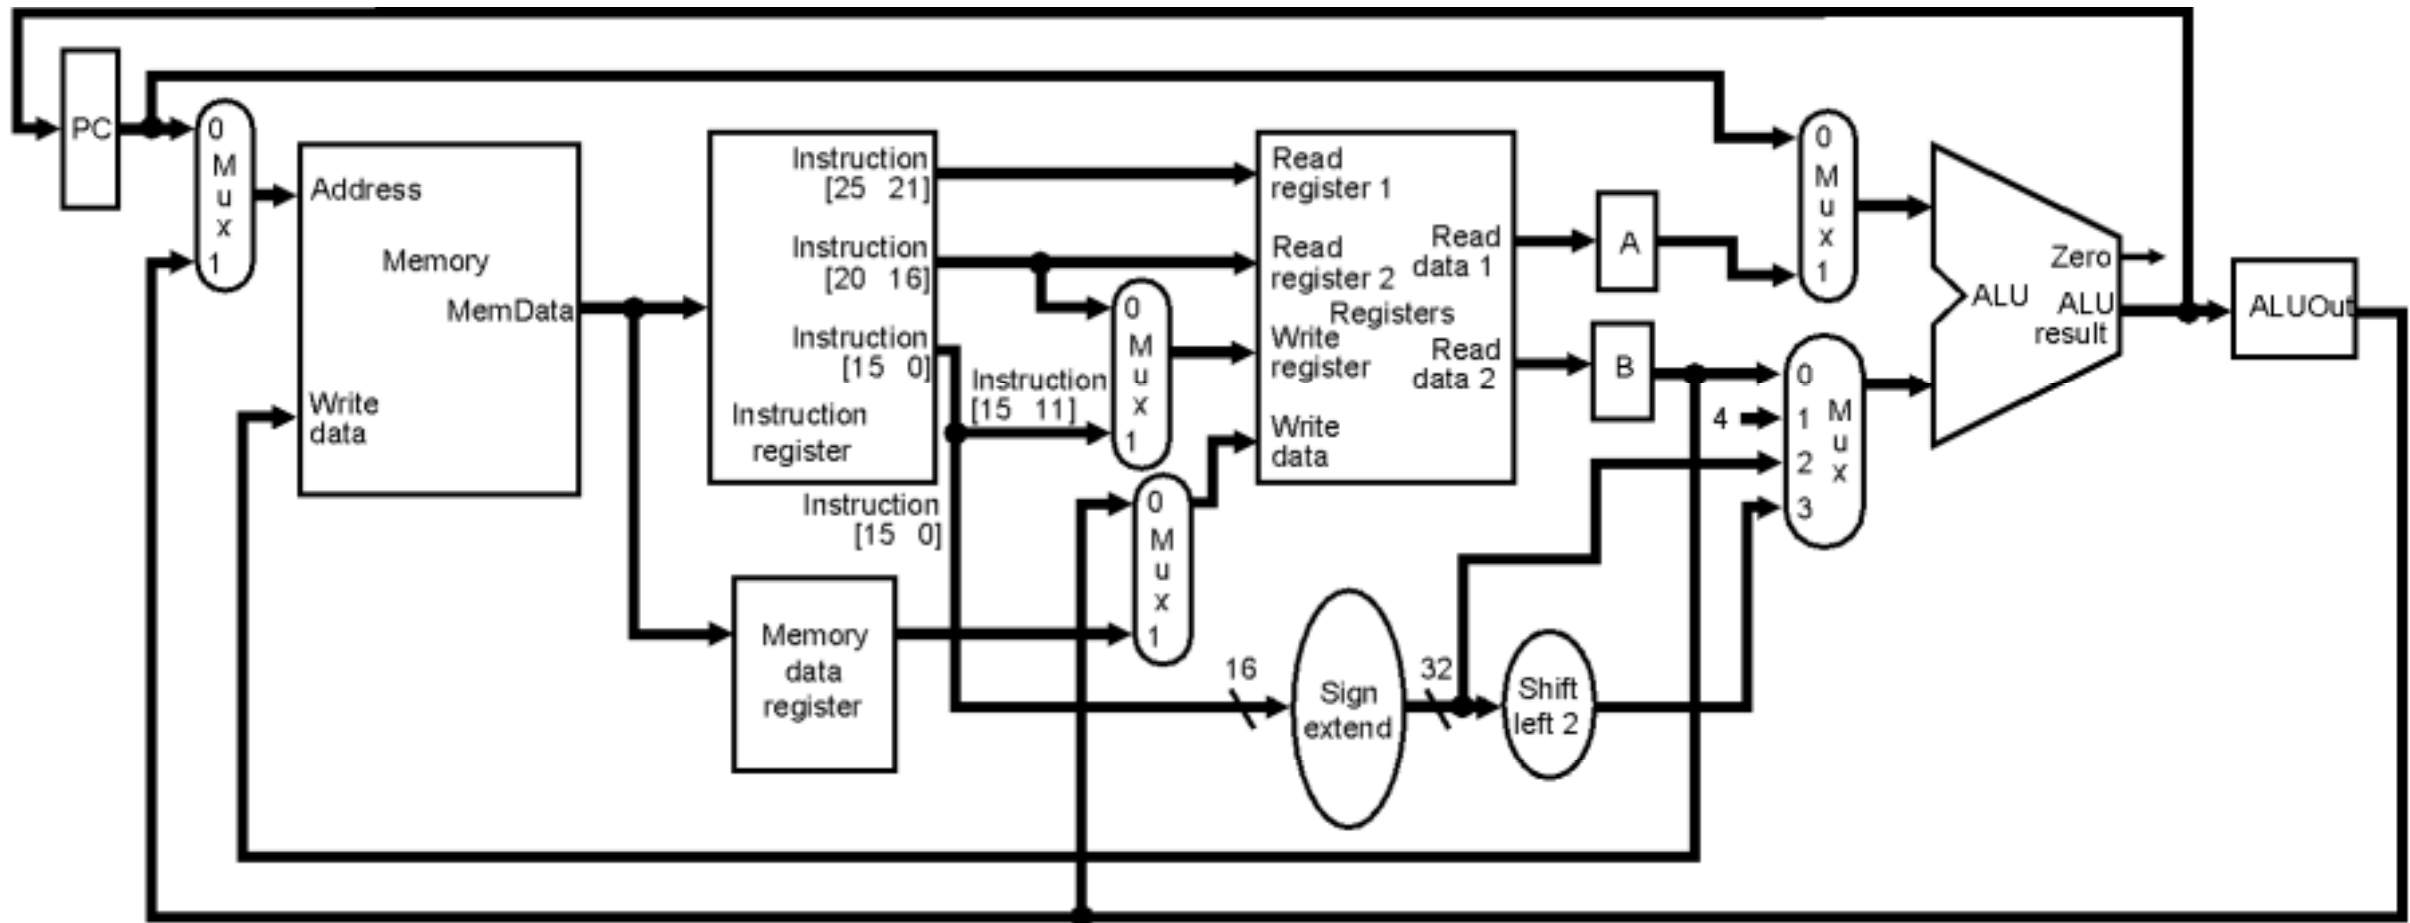 PC
0
M
u
x
1
Address
Memory
MemData
Write
data
Instruction
[25 21]
Instruction
[20 16]
Instruction
[15 0]
Instruction
register
Instruction
[15 0]
Memory
data
register
Instruction
[15 11]
0
M
u
x
1
0
M
u
x
1
Read
register 1
Read
register 2
Registers
Write
register
Write
data
Read
data 1
Read
data 2
16
Sign
extend
32
Shift
left 2
A
B
4
0
M
u
x
1
0
1
2
3
M
u
x
ALU
Zero
ALU
result
ALUOut